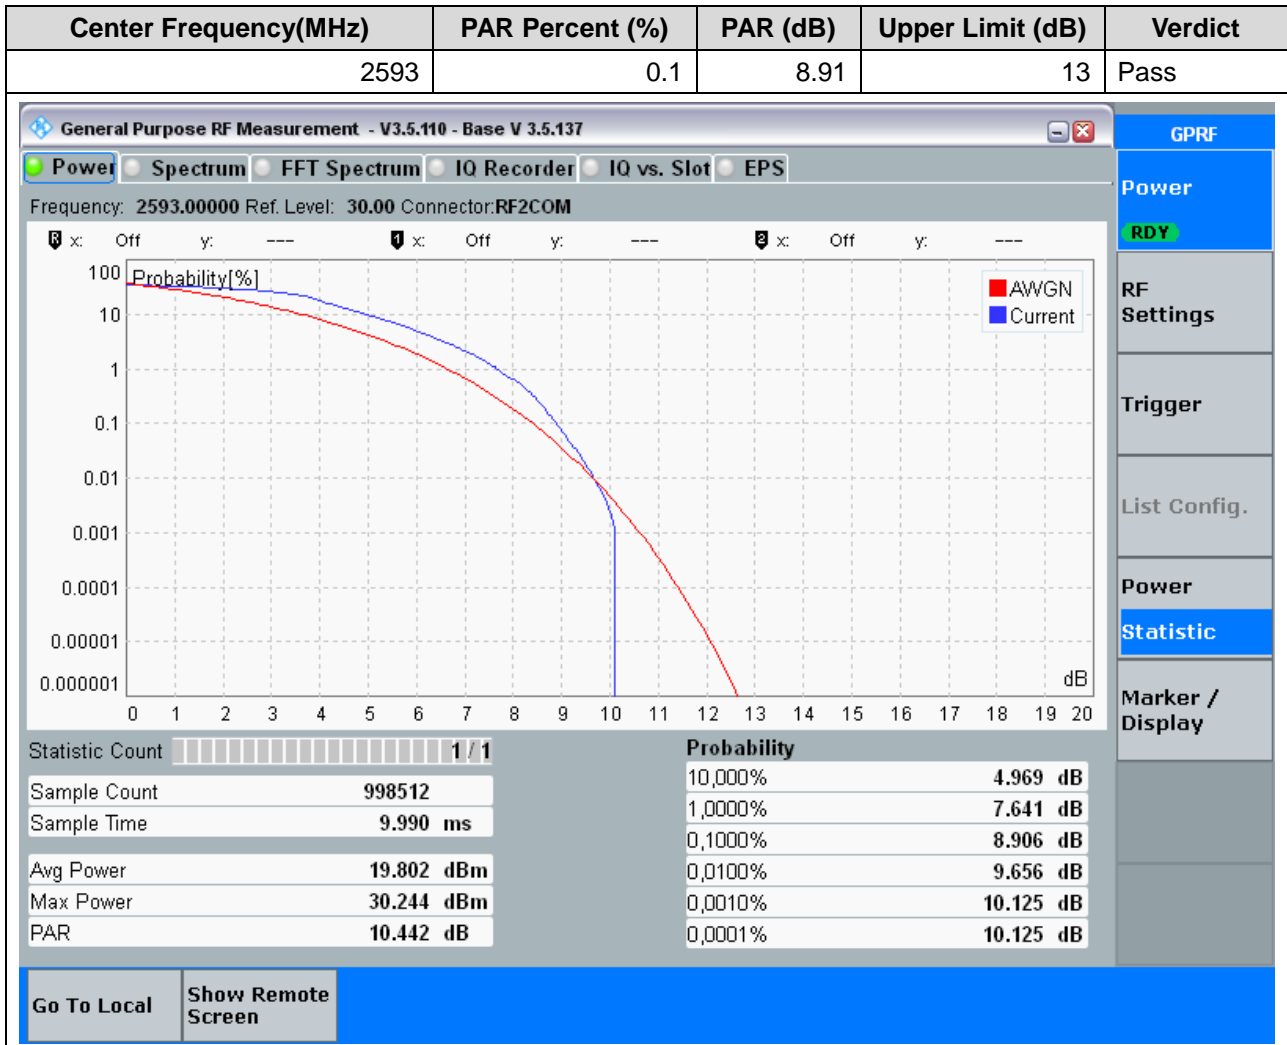 Center Frequency(MHz) PAR Percent (%) PAR (dB) Upper Limit (dB) Verdict
2593 0.1 8.91 13 Pass
General Purpose RF Measurement - V3.5.110 - Base V 3.5.137
GPRF
Power Spectrum FFT Spectrum IQ Recorder IQ vs. Slot EPS
Power
RDY
Frequency: 2593.00000 Ref. Level: 30.00 Connector:RF2COM
R x: Off y: --- 1 x: Off y: --- 2 x: Off y: ---
Probability[%]
AWGN
Current
100
10
1
0.1
0.01
0.001
0.0001
0.00001
0.000001
dB
0 1 2 3 4 5 6 7 8 9 10 11 12 13 14 15 16 17 18 19 20
RF
Settings
Trigger
List Config.
Power
Statistic
Marker /
Display
Statistic Count 1 / 1
Sample Count 998512
Sample Time 9.990 ms
Avg Power 19.802 dBm
Max Power 30.244 dBm
PAR 10.442 dB
Probability
10,000% 4.969 dB
1,0000% 7.641 dB
0,1000% 8.906 dB
0,0100% 9.656 dB
0,0010% 10.125 dB
0,0001% 10.125 dB
Go To Local
Show Remote
Screen